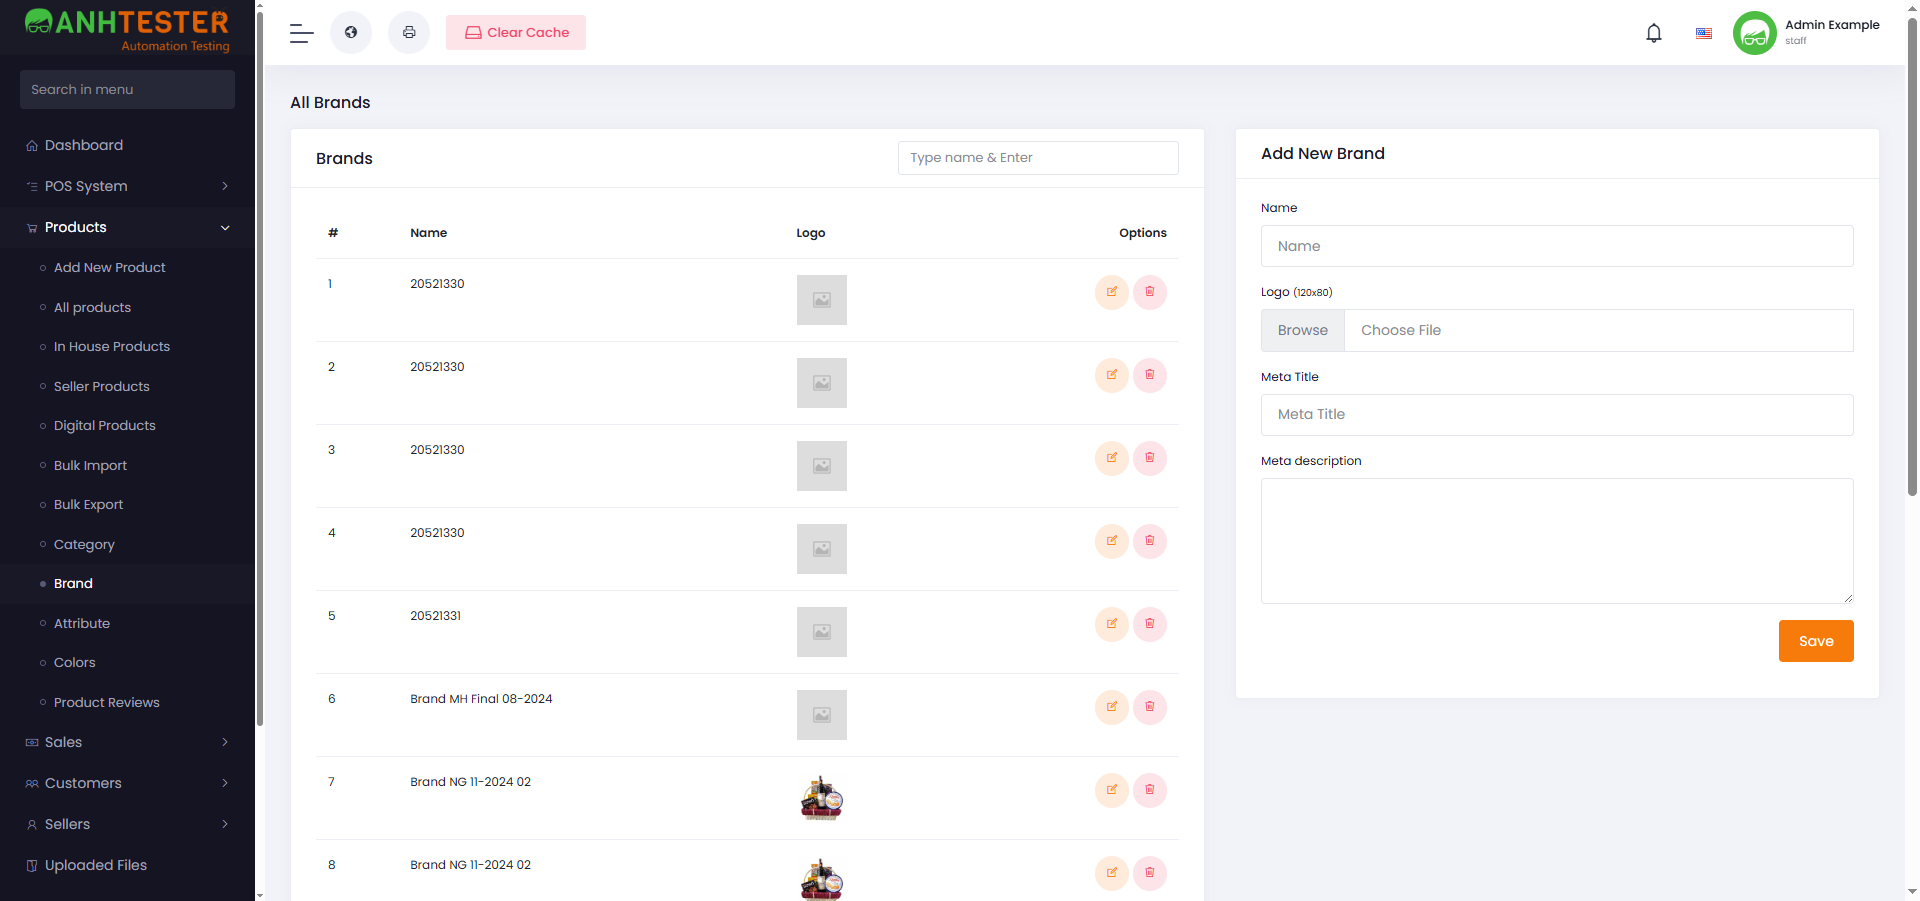 ANHTESTER
Automation Testing
Search in menu
Dashboard
POS System
Products
Add New Product
All products
In House Products
Seller Products
Digital Products
Bulk Import
Bulk Export
Category
Brand
Attribute
Colors
Product Reviews
Sales
Customers
Sellers
Uploaded Files
Clear Cache
Admin Example
staff
All Brands
Brands
Type name & Enter
# Name Logo Options
1 20521330
2 20521330
3 20521330
4 20521330
5 20521331
6 Brand MH Final 08-2024
7 Brand NG 11-2024 02
8 Brand NG 11-2024 02
Add New Brand
Name
Name
Logo (120x80)
Browse Choose File
Meta Title
Meta Title
Meta description
Save